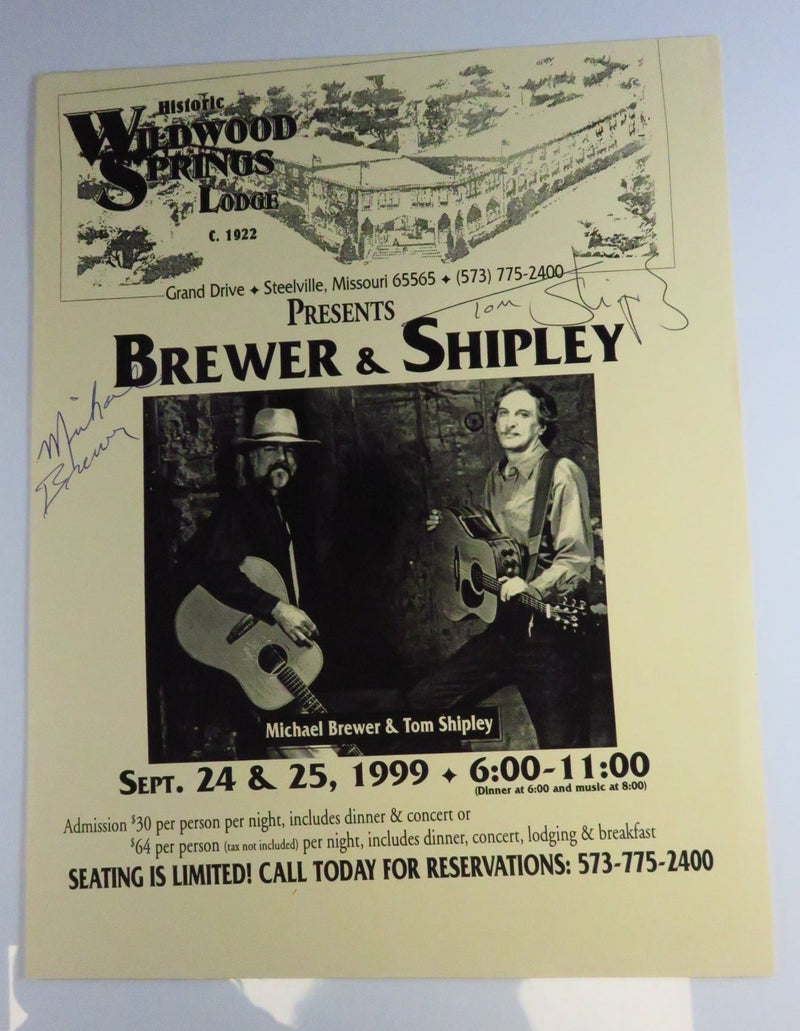 Historic
WILDWOOD
SPRINGS
LODGE
C. 1922
Grand Drive ✦ Steelville, Missouri 65565 ✦ (573) 775-2400
PRESENTS
Tom Shipley
BREWER & SHIPLEY
Michael
Brewer
Michael Brewer & Tom Shipley
SEPT. 24 & 25, 1999 ✦ 6:00-11:00
(Dinner at 6:00 and music at 8:00)
Admission $30 per person per night, includes dinner & concert or
$64 per person (tax not included) per night, includes dinner, concert, lodging & breakfast
SEATING IS LIMITED! CALL TODAY FOR RESERVATIONS: 573-775-2400